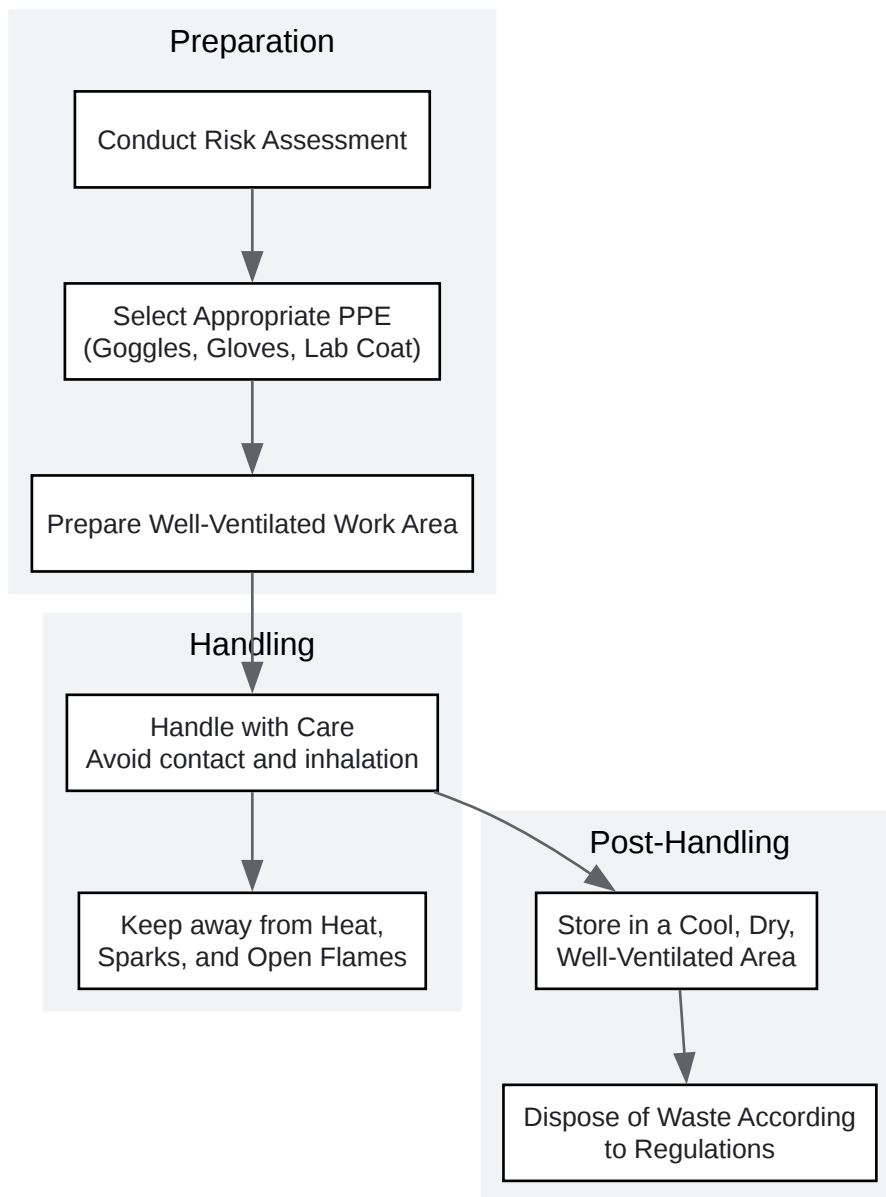 Preparation
Conduct Risk Assessment
Select Appropriate PPE
(Goggles, Gloves, Lab Coat)
Prepare Well-Ventilated Work Area
Handling
Handle with Care
Avoid contact and inhalation
Keep away from Heat,
Sparks, and Open Flames
Post-Handling
Store in a Cool, Dry,
Well-Ventilated Area
Dispose of Waste According
to Regulations